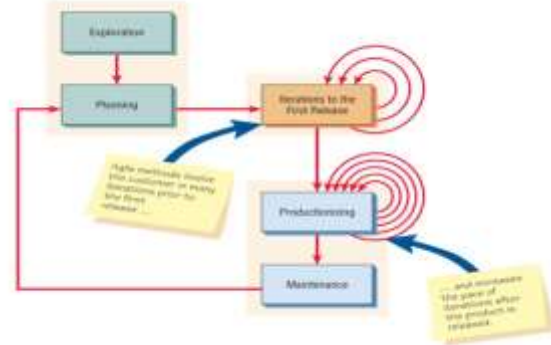 Exploration
Planning
Iterations to the
First Release
Agile methods involve
the customer in many
iterations prior to
the first
release ...
Productionizing
Maintenance
... and increases
the pace of
iterations after
the product is
released.